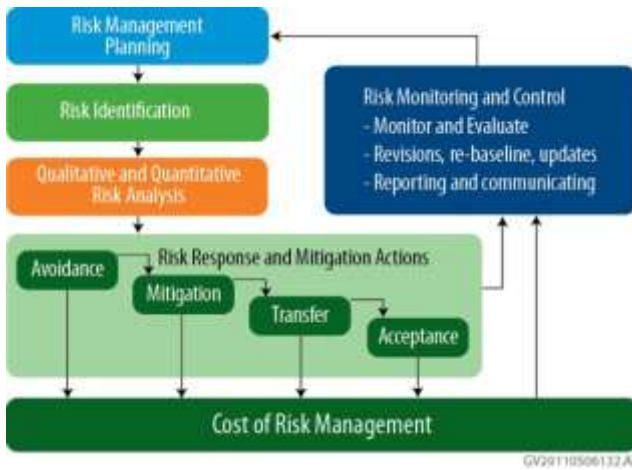 Risk Management
Planning
Risk Identification
Qualitative and Quantitative
Risk Analysis
Risk Monitoring and Control
- Monitor and Evaluate
- Revisions, re-baseline, updates
- Reporting and communicating
Risk Response and Mitigation Actions
Avoidance
Mitigation
Transfer
Acceptance
Cost of Risk Management
GV20110506132.A